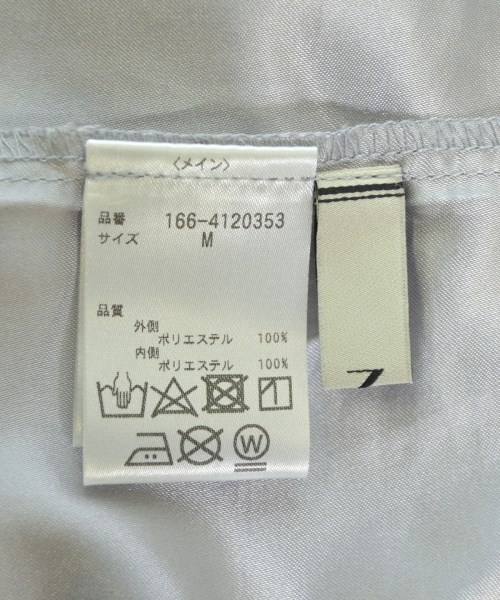 〈メイン〉
品番 166-4120353
サイズ M
品質
外側
ポリエステル 100%
内側
ポリエステル 100%
W